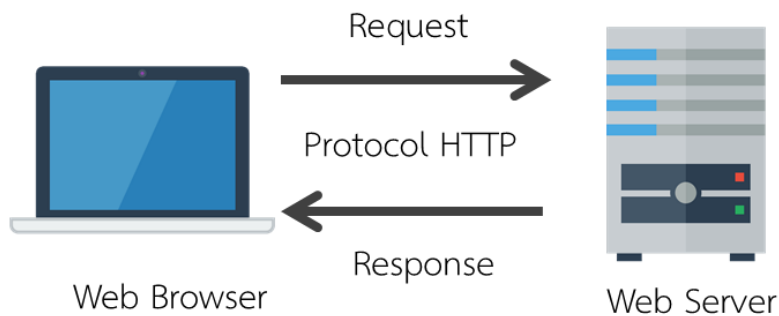 Request
Protocol HTTP
Response
Web Browser
Web Server